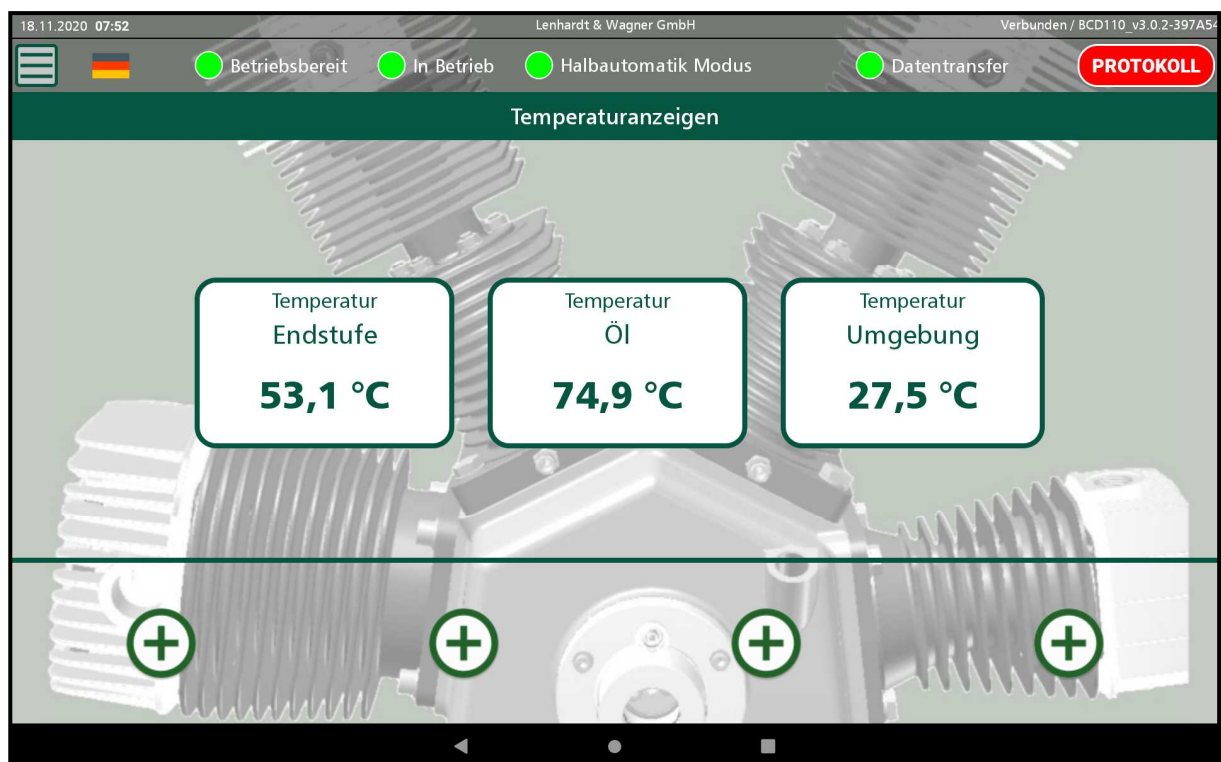 18.11.2020 07:52 Lenhardt & Wagner GmbH Verbunden / BCD110_v3.0.2-397A54
Betriebsbereit In Betrieb Halbautomatik Modus Datentransfer PROTOKOLL
Temperaturanzeigen
Temperatur Temperatur Temperatur
Endstufe Öl Umgebung
53,1 °C 74,9 °C 27,5 °C